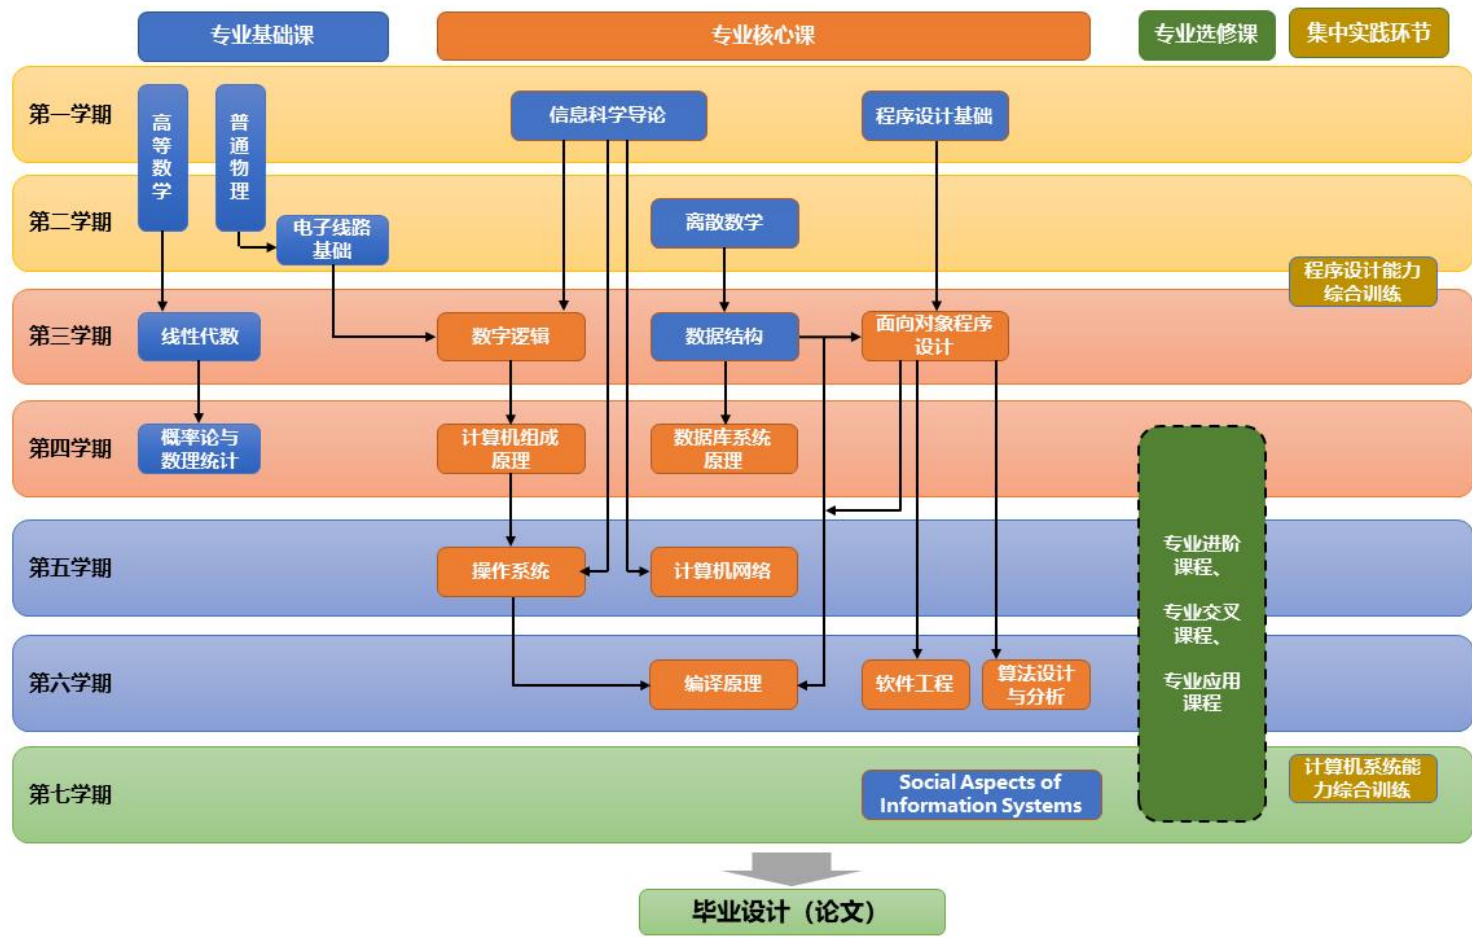 专业基础课
专业核心课
专业选修课
集中实践环节
第一学期
高等数学
普通物理
信息科学导论
程序设计基础
第二学期
电子线路
基础
离散数学
程序设计能力
综合训练
第三学期
线性代数
数字逻辑
数据结构
面向对象程序
设计
第四学期
概率论与
数理统计
计算机组成
原理
数据库系统
原理
第五学期
操作系统
计算机网络
专业进阶
课程、
专业交叉
课程、
专业应用
课程
第六学期
编译原理
软件工程
算法设计
与分析
第七学期
Social Aspects of
Information Systems
计算机系统能
力综合训练
毕业设计（论文）